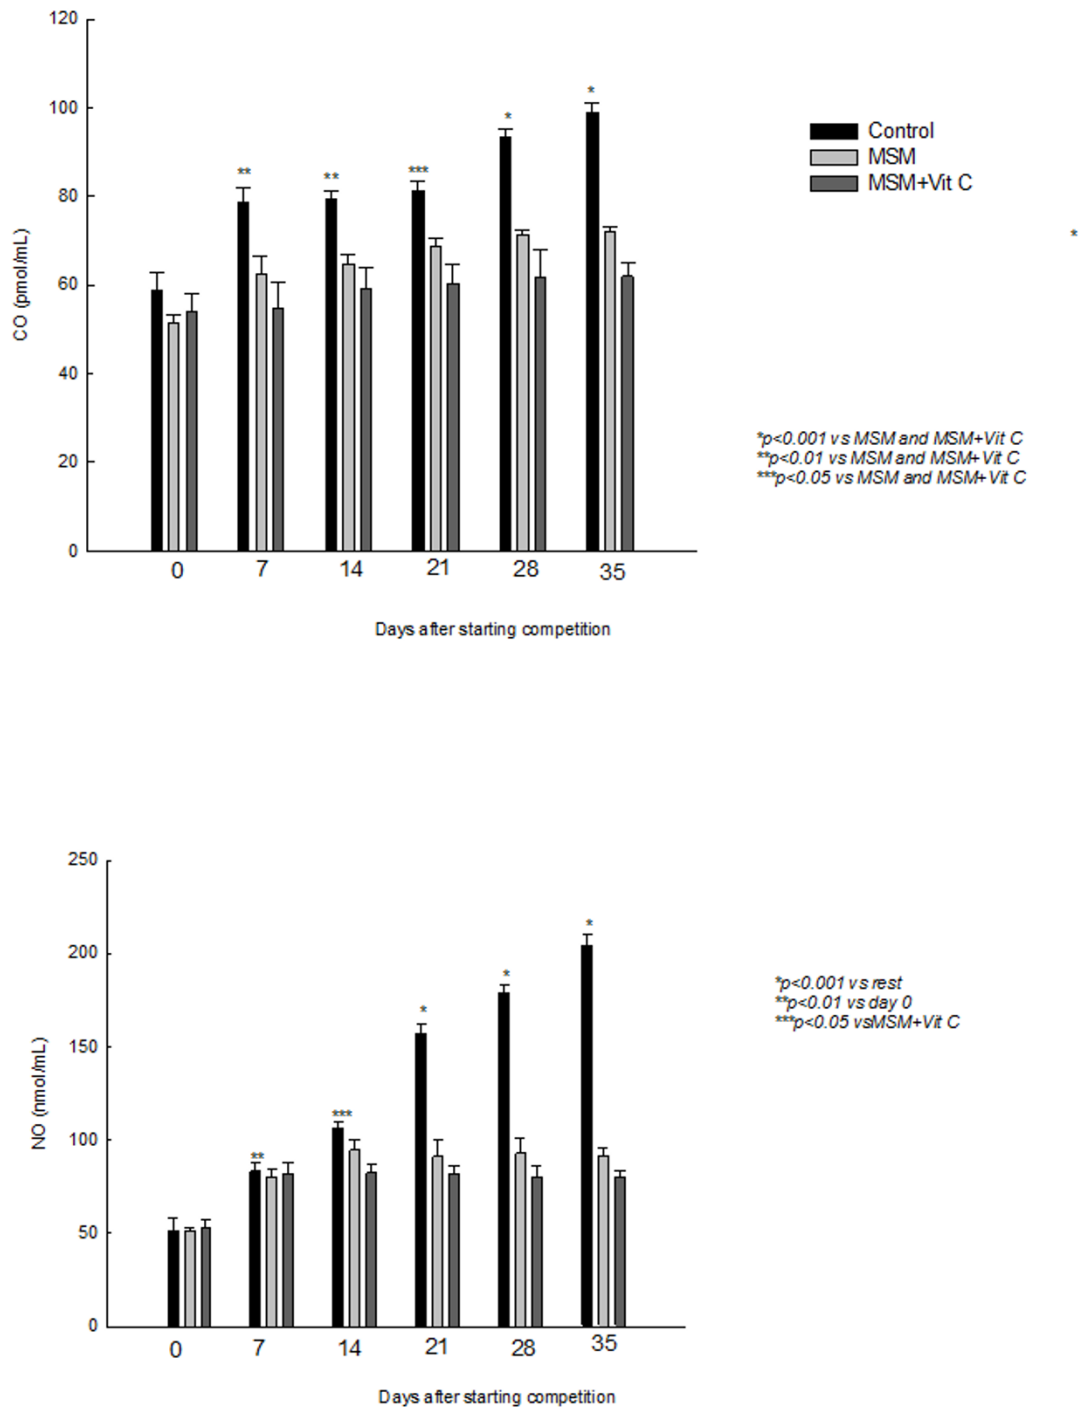 120
100
80
60
40
20
0
CO (pmol/mL)
**
**
***
*
*
0 7 14 21 28 35
Days after starting competition
Control
MSM
MSM+Vit C
*
*p<0.001 vs MSM and MSM+Vit C
**p<0.01 vs MSM and MSM+Vit C
***p<0.05 vs MSM and MSM+Vit C
250
200
150
100
50
0
NO (nmol/mL)
**
***
*
*
*
0 7 14 21 28 35
Days after starting competition
*p<0.001 vs rest
**p<0.01 vs day 0
***p<0.05 vsMSM+Vit C